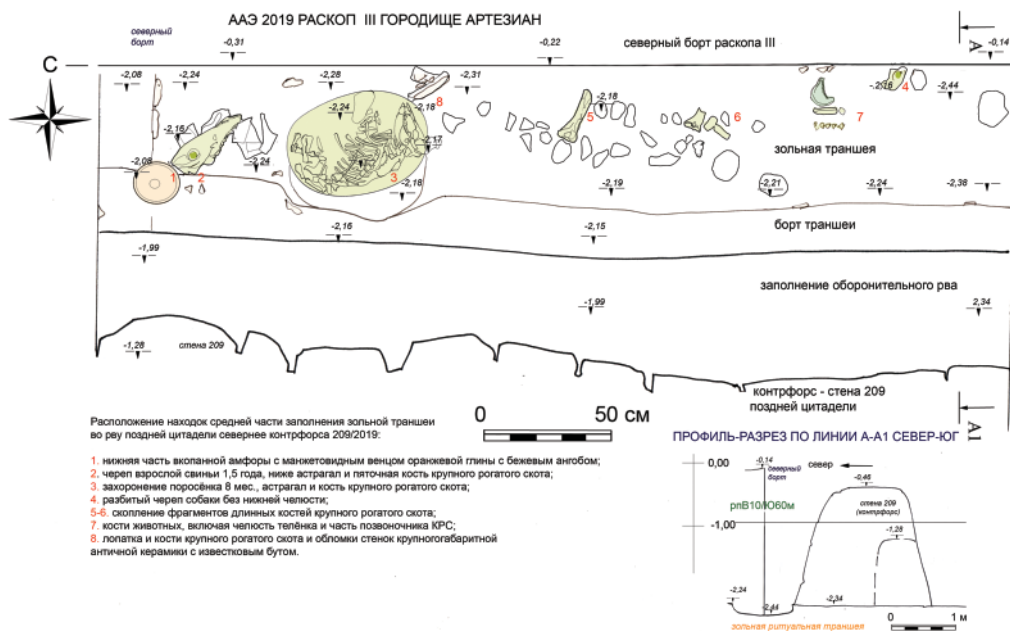 ААЭ 2019 РАСКОП III ГОРОДИЩЕ АРТЕЗИАН
северный
борт
-0,31
-0,22
северный борт раскопа III
-0,14
А
С
-2,08
-2,24
-2,28
-2,31
-2,24
-2,18
8
-2,18
5
6
-2,16
4
-2,44
7
-2,16
-2,17
зольная траншея
-2,08
1
2
-2,24
3
-2,18
-2,19
-2,21
-2,24
-2,38
-2,16
-2,15
борт траншеи
-1,99
заполнение оборонительного рва
-1,99
2,34
-1,28
стена 209
контрфорс - стена 209
поздней цитадели
А1
Расположение находок средней части заполнения зольной траншеи
во рву поздней цитадели севернее контрфорса 209/2019:
0 50 СМ
1. нижняя часть вкопанной амфоры с манжетовидным венцом оранжевой глины с бежевым ангобом;
2, череп взрослой свиньи 1,5 года, ниже астрагал и пяточная кость крупного рогатого скота;
3. захоронение поросёнка 8 мес., астрагал и кость крупного рогатого скота;
4. разбитый череп собаки без нижней челюсти;
5-6. скопление фрагментов длинных костей крупного рогатого скота;
7. кости животных, включая челюсть телёнка и часть позвоночника КРС;
8. лопатка и кости крупного рогатого скота и обломки стенок крупногабаритной
античной керамики с известковым бутом.
ПРОФИЛЬ-РАЗРЕЗ ПО ЛИНИИ А-А1 СЕВЕР-ЮГ
0,00
-0,14
северный
борт
север
-0,46
рпВ10/Ю60м
стена 209
(контрфорс)
-1,00
-1,28
-2,24
-2,44
-2,34
0 1 м
зольная ритуальная траншея